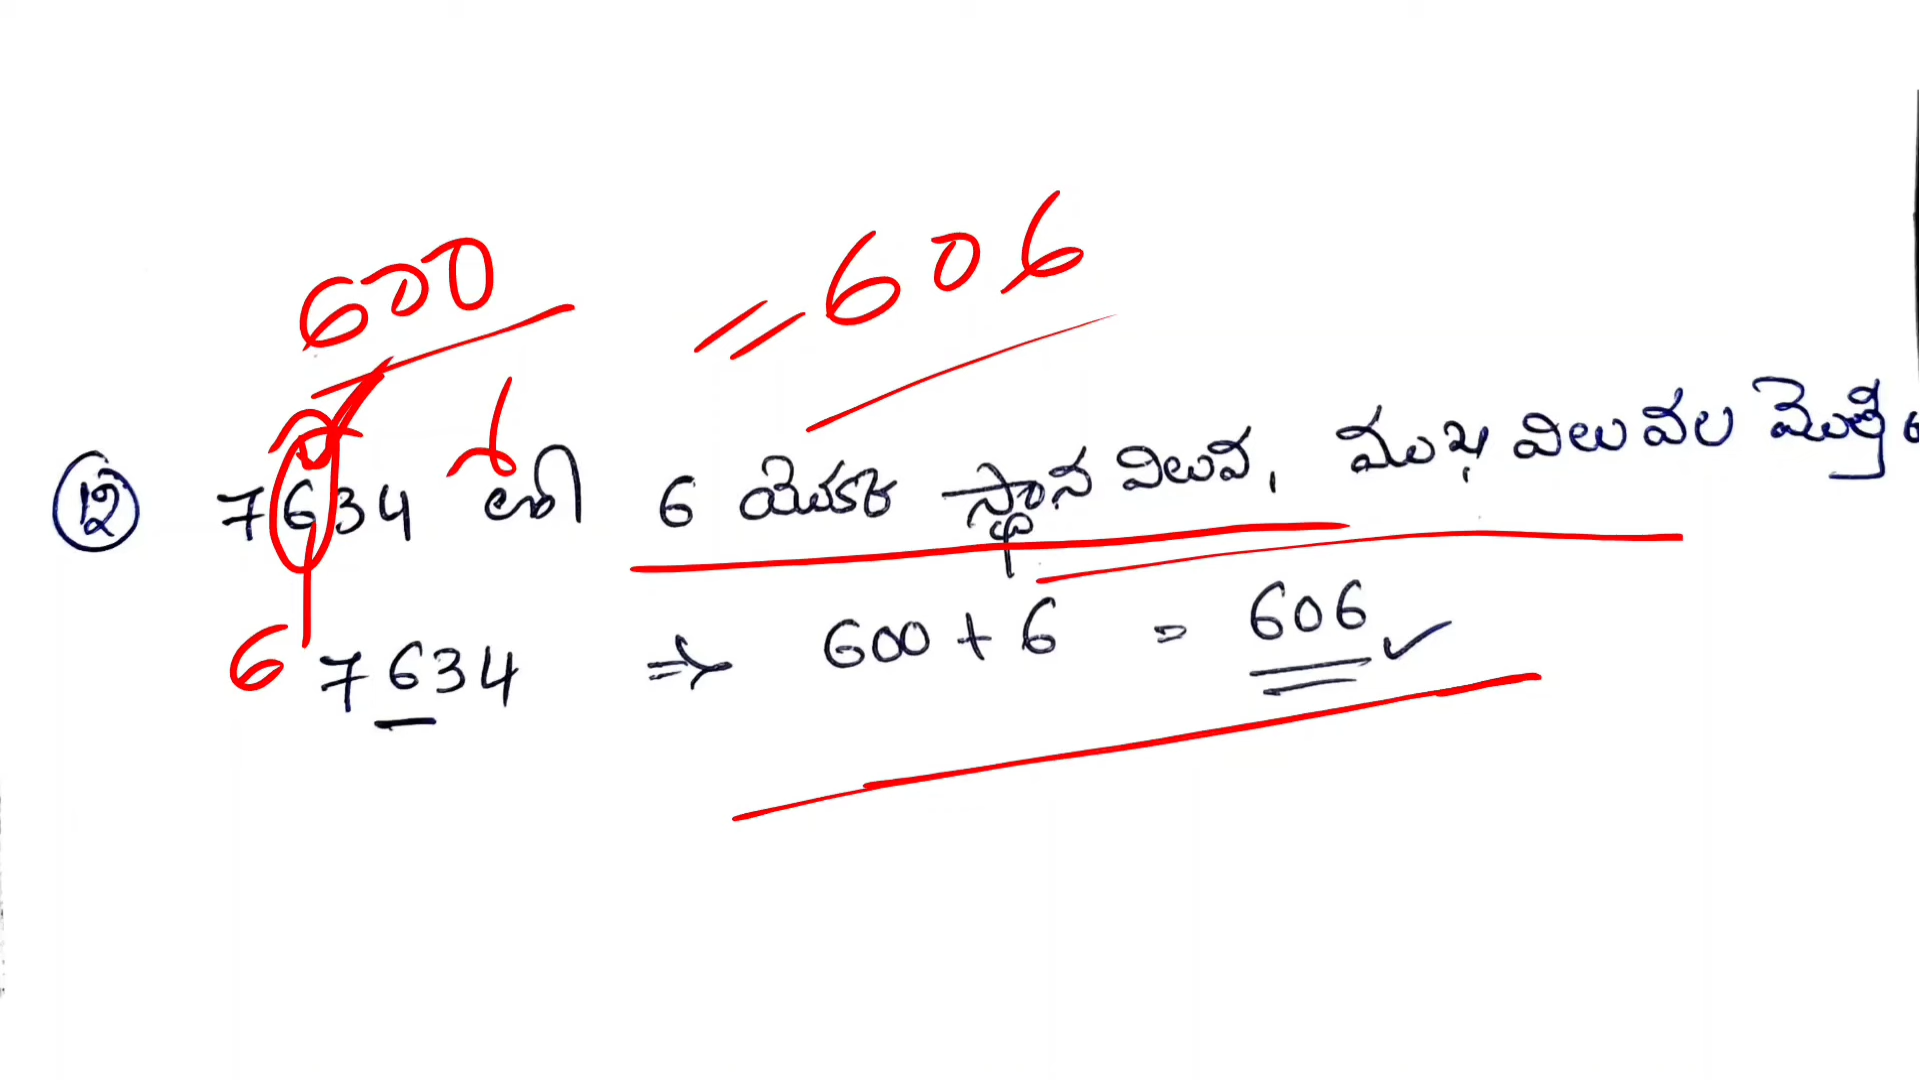 600 = 606
⑫ 7634 లోని 6 యొక్క స్థాన విలువ, ముఖ విలువల మొత్తం
6 7634 ⇒ 600 + 6 = 606 ✓